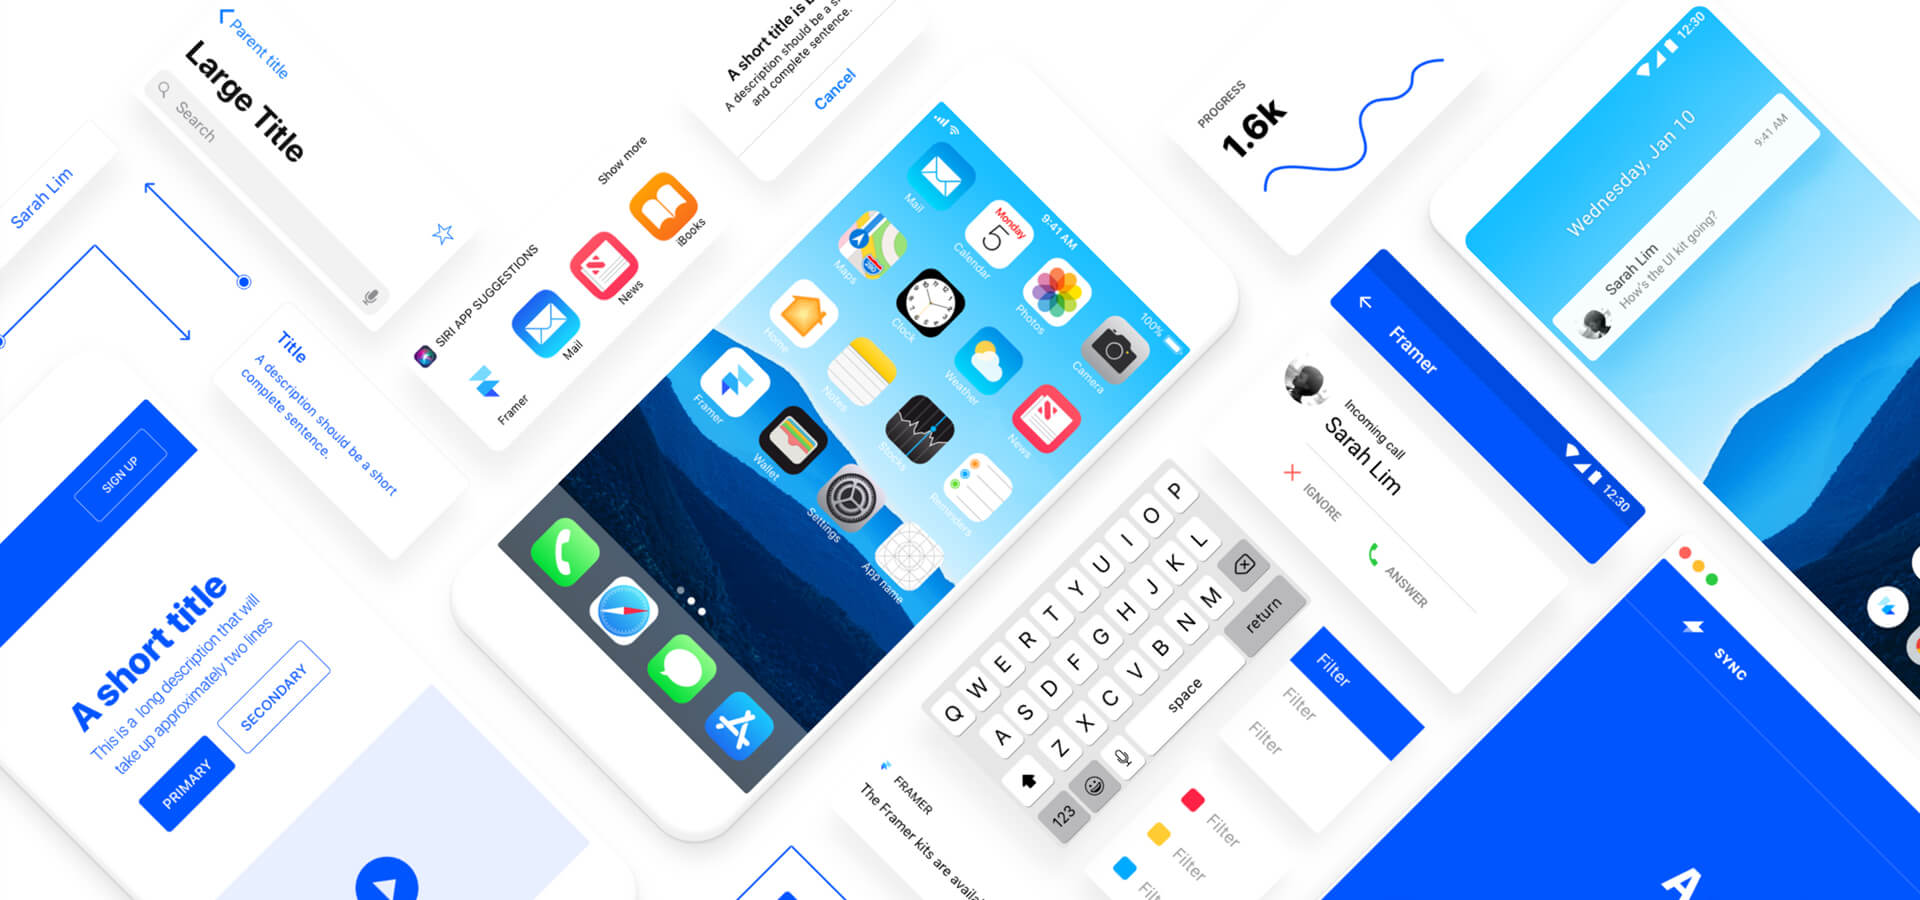 Parent title
Large Title
Search
Sarah Lim
Title
A description should be a short
complete sentence.
SIGN UP
A short title
This is a long description that will
take up approximately two lines
PRIMARY
SECONDARY
SIRI APP SUGGESTIONS
Show more
Framer
Mail
News
iBooks
A short title is
A description should be a
and complete sentence.
Cancel
9:41 AM
100%
Mail
Monday
5
Calendar
Photos
Camera
Maps
280
Clock
Weather
News
Home
Notes
Stocks
Reminders
Framer
Wallet
Settings
App name
PROGRESS
1.6k
12:30
Wednesday, Jan 10
Sarah Lim
9:41 AM
How's the UI kit going?
Framer
12:30
Incoming call
Sarah Lim
IGNORE
ANSWER
Q W E R T Y U I O P
A S D F G H J K L
Z X C V B N M
123
space
return
Filter
Filter
Filter
Filter
Filter
FRAMER
The Framer kits are
SYNC
A